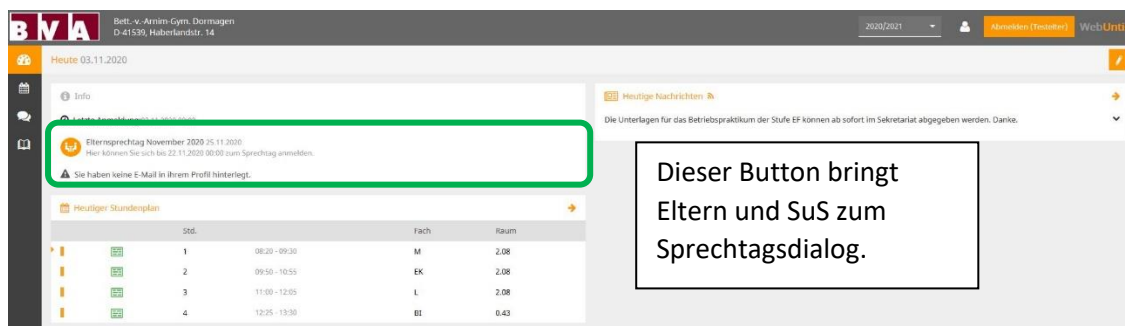 BVA
Bett.-v.-Arnim-Gym. Dormagen
D-41539, Haberlandstr. 14
2020/2021
Abmelden (Testelter)
WebUnti
Heute 03.11.2020
Info
Letzte Anmeldung:
Elternsprechtag November 2020 25.11.2020
Hier können Sie sich bis 22.11.2020 00:00 zum Sprechtag anmelden.
Sie haben keine E-Mail in ihrem Profil hinterlegt.
Heutiger Stundenplan
Std. Fach Raum
1 08:20 - 09:30 M 2.08
2 09:50 - 10:55 EK 2.08
3 11:00 - 12:05 L 2.08
4 12:25 - 13:30 BI 0.43
Heutige Nachrichten
Die Unterlagen für das Betriebspraktikum der Stufe EF können ab sofort im Sekretariat abgegeben werden. Danke.
Dieser Button bringt
Eltern und SuS zum
Sprechtagsdialog.